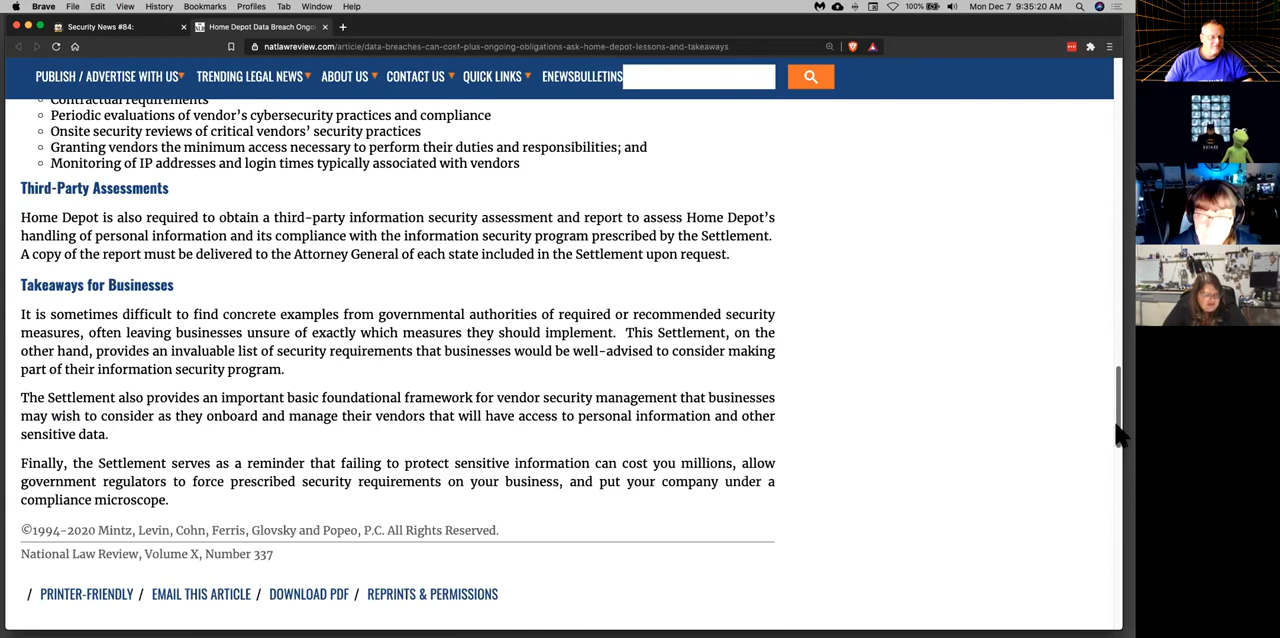 Brave File Edit View History Bookmarks Profiles Tab Window Help 100% Mon Dec 7 9:35:20 AM
Security News #84: × Home Depot Data Breach Ongo × +
natlawreview.com/article/data-breaches-can-cost-plus-ongoing-obligations-ask-home-depot-lessons-and-takeaways
PUBLISH / ADVERTISE WITH US TRENDING LEGAL NEWS ABOUT US CONTACT US QUICK LINKS ENEWSBULLETINS
Contractual requirements
Periodic evaluations of vendor's cybersecurity practices and compliance
Onsite security reviews of critical vendors' security practices
Granting vendors the minimum access necessary to perform their duties and responsibilities; and
Monitoring of IP addresses and login times typically associated with vendors
Third-Party Assessments
Home Depot is also required to obtain a third-party information security assessment and report to assess Home Depot's
handling of personal information and its compliance with the information security program prescribed by the Settlement.
A copy of the report must be delivered to the Attorney General of each state included in the Settlement upon request.
Takeaways for Businesses
It is sometimes difficult to find concrete examples from governmental authorities of required or recommended security
measures, often leaving businesses unsure of exactly which measures they should implement. This Settlement, on the
other hand, provides an invaluable list of security requirements that businesses would be well-advised to consider making
part of their information security program.
The Settlement also provides an important basic foundational framework for vendor security management that businesses
may wish to consider as they onboard and manage their vendors that will have access to personal information and other
sensitive data.
Finally, the Settlement serves as a reminder that failing to protect sensitive information can cost you millions, allow
government regulators to force prescribed security requirements on your business, and put your company under a
compliance microscope.
©1994-2020 Mintz, Levin, Cohn, Ferris, Glovsky and Popeo, P.C. All Rights Reserved.
National Law Review, Volume X, Number 337
/ PRINTER-FRIENDLY / EMAIL THIS ARTICLE / DOWNLOAD PDF / REPRINTS & PERMISSIONS